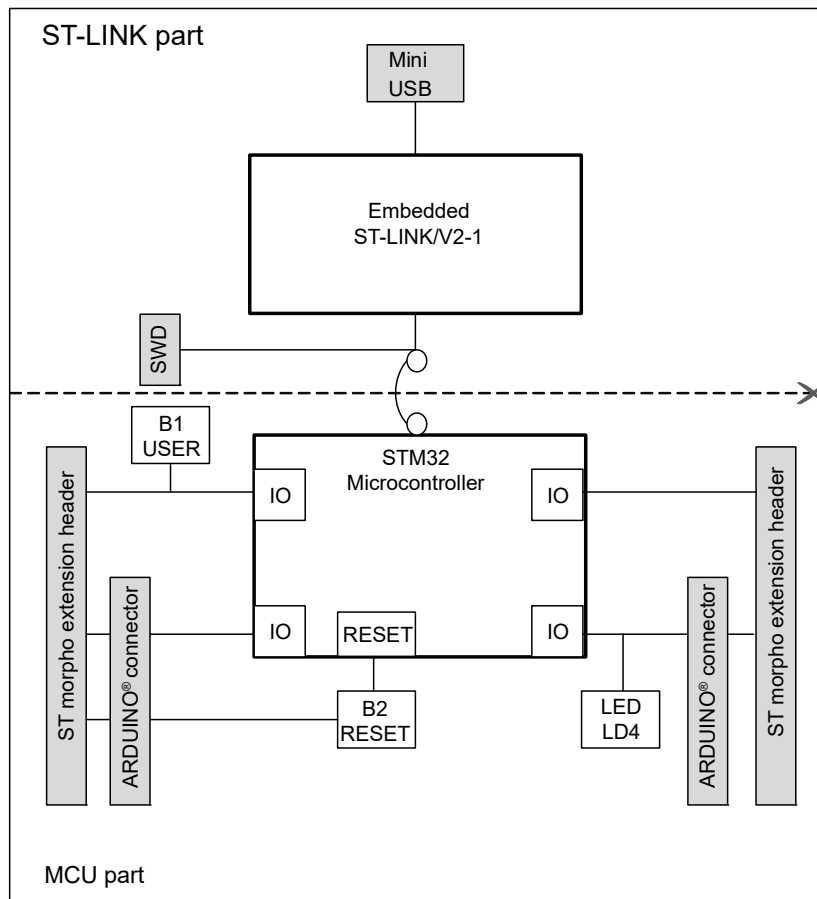 ST-LINK part
Mini
USB
Embedded
ST-LINK/V2-1
SWD
B1
USER
STM32
Microcontroller
IO
IO
ST morpho extension header
ARDUINO® connector
IO
RESET
IO
ARDUINO® connector
ST morpho extension header
B2
RESET
LED
LD4
MCU part